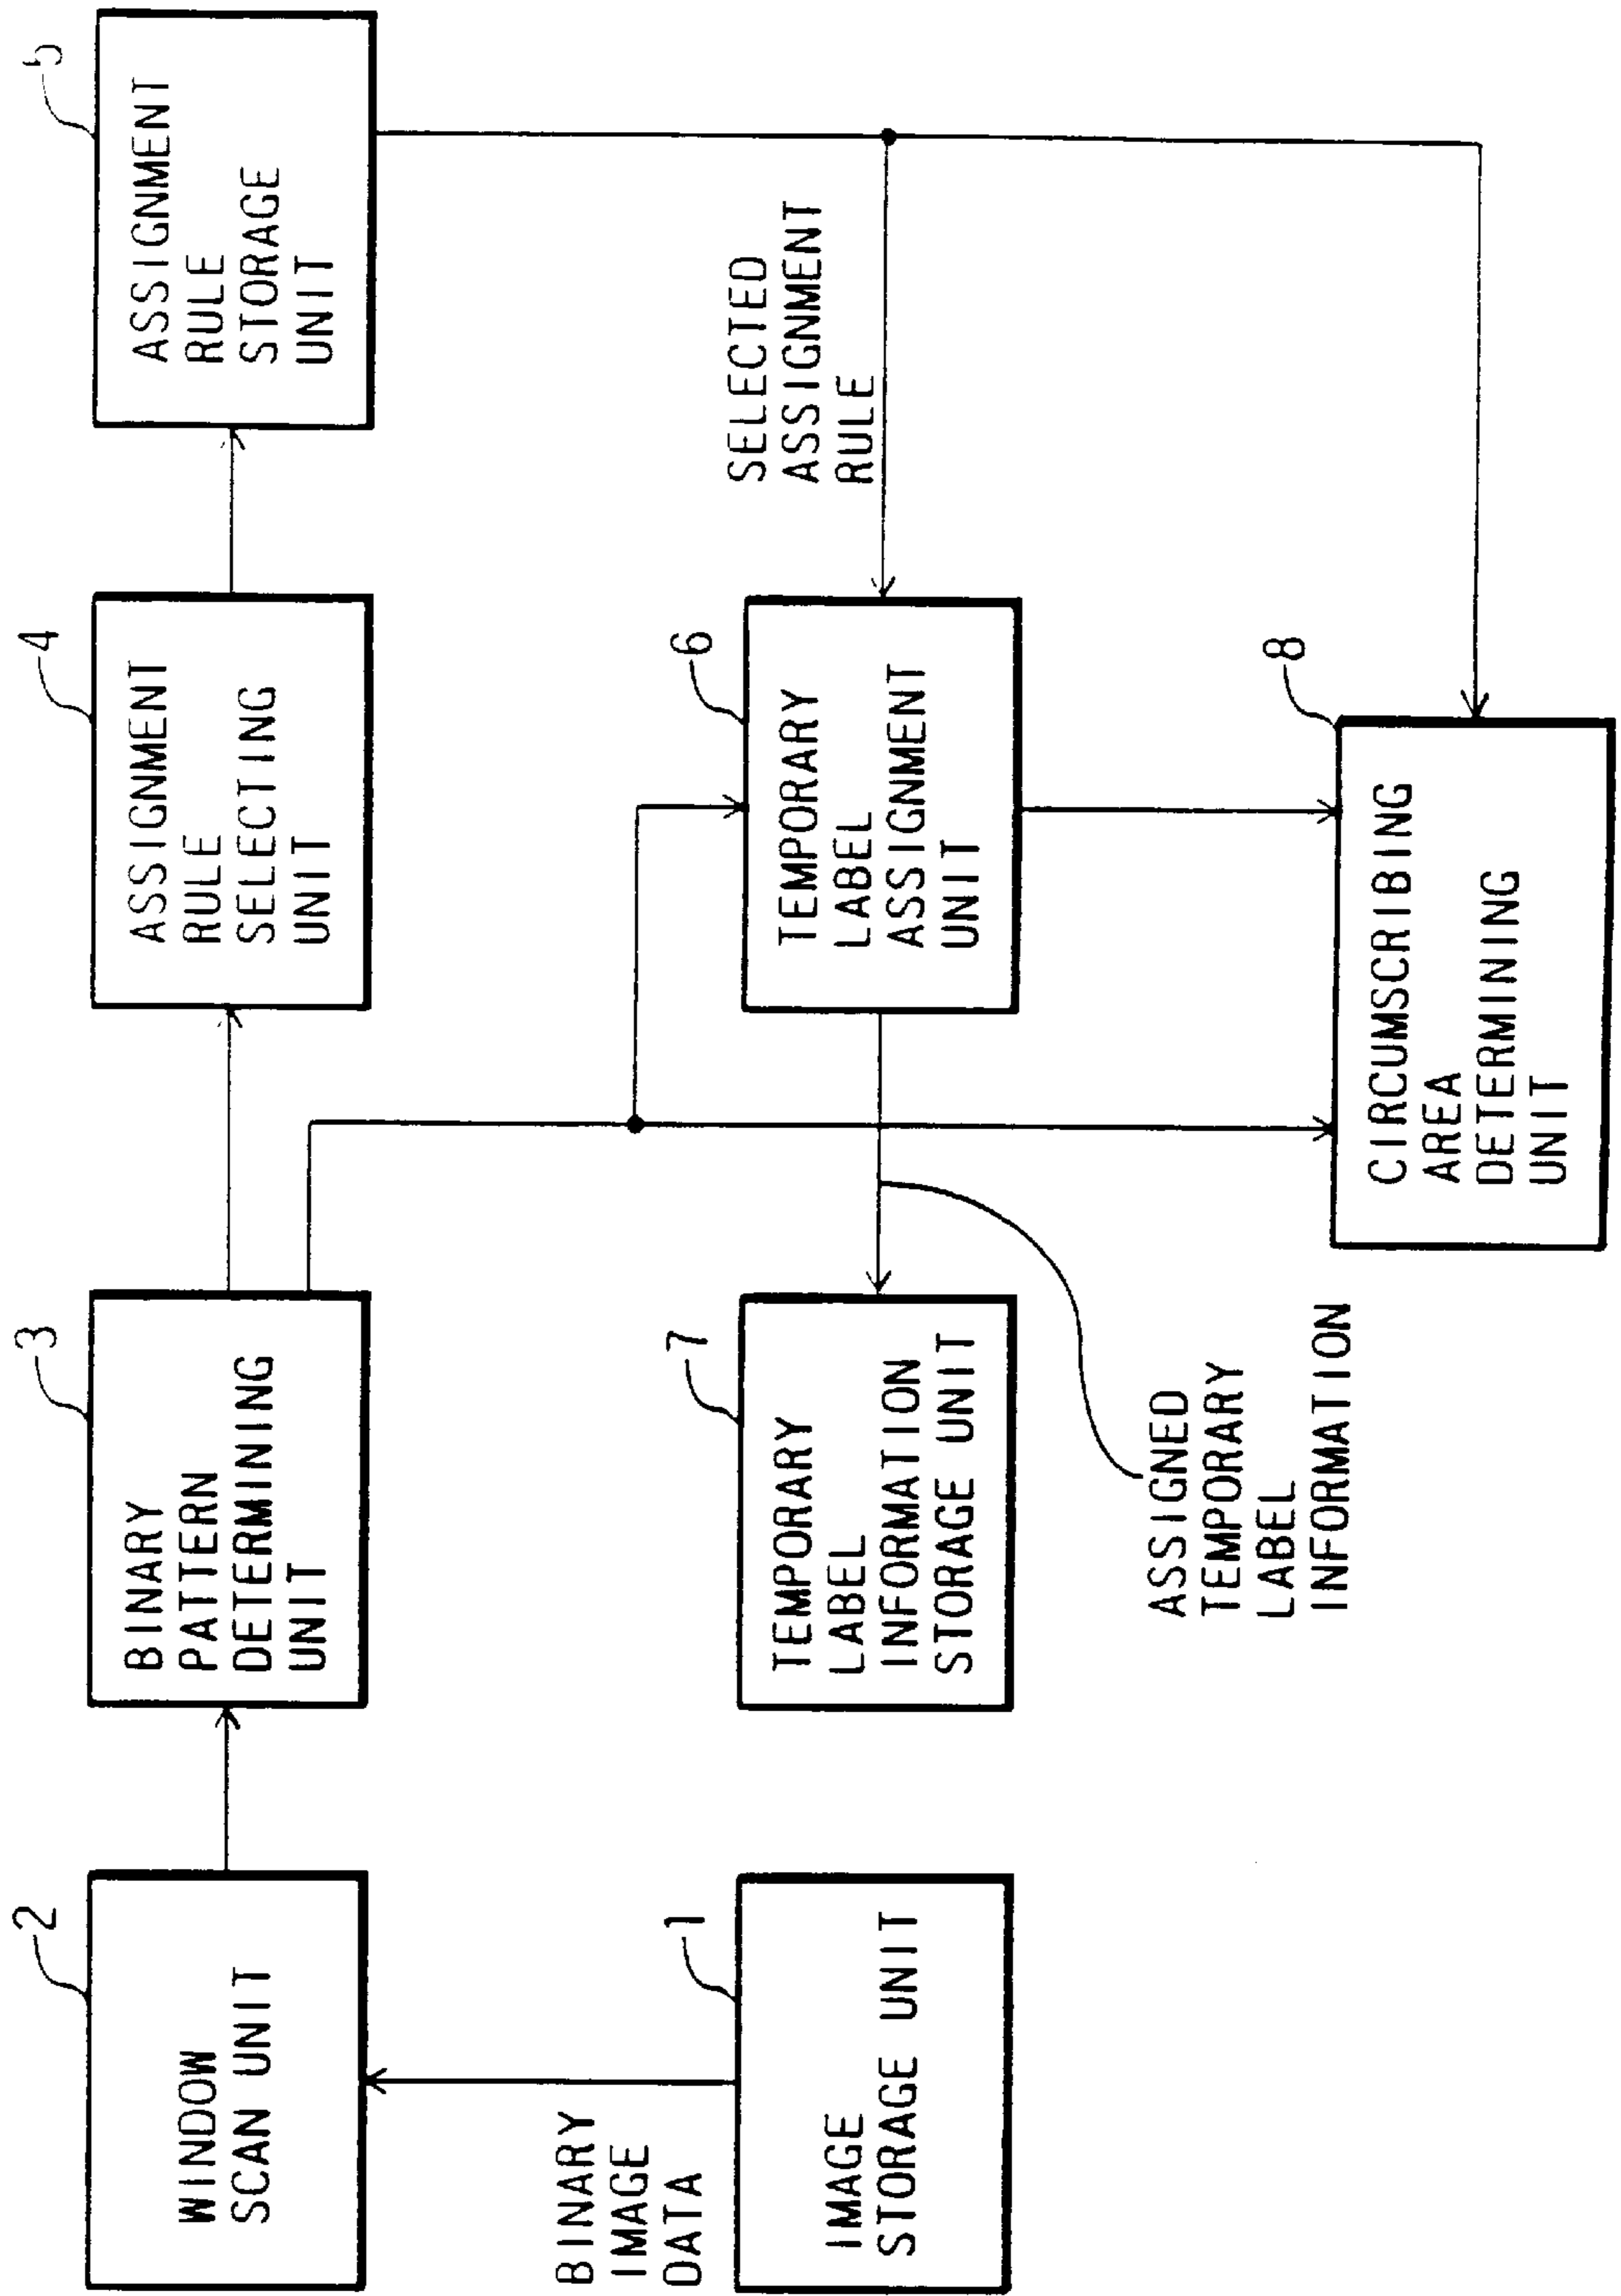 2
WINDOW
SCAN UNIT
3
BINARY
PATTERN
DETERMINING
UNIT
4
ASSIGNMENT
RULE
SELECTING
UNIT
5
ASSIGNMENT
RULE
STORAGE
UNIT
BINARY
IMAGE
DATA
1
IMAGE
STORAGE UNIT
7
TEMPORARY
LABEL
INFORMATION
STORAGE UNIT
6
TEMPORARY
LABEL
ASSIGNMENT
UNIT
SELECTED
ASSIGNMENT
RULE
ASSIGNED
TEMPORARY
LABEL
INFORMATION
8
CIRCUMSCRIBING
AREA
DETERMINING
UNIT